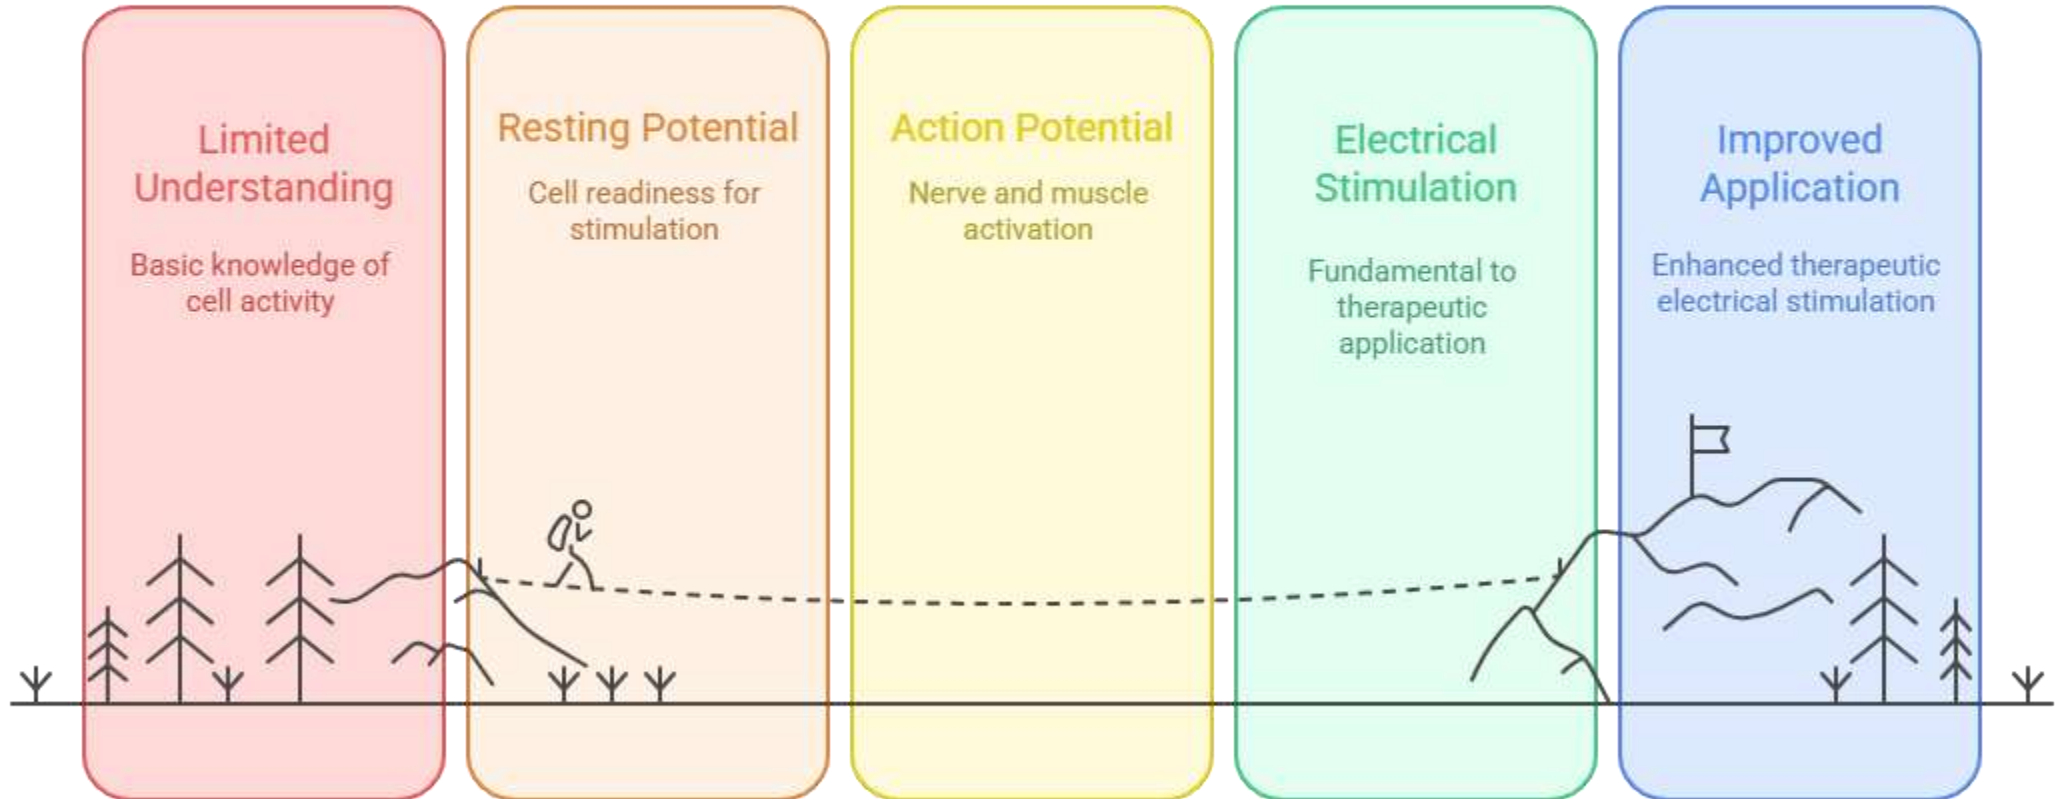 Limited
Understanding
Basic knowledge of
cell activity
Resting Potential
Cell readiness for
stimulation
Action Potential
Nerve and muscle
activation
Electrical
Stimulation
Fundamental to
therapeutic
application
Improved
Application
Enhanced therapeutic
electrical stimulation